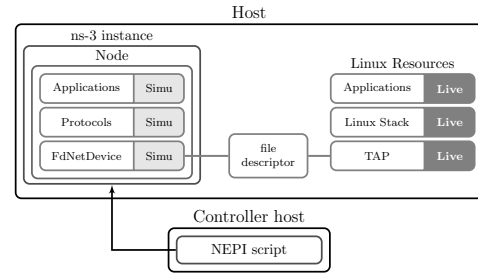 Host
ns-3 instance
Node
Applications Simu
Protocols Simu
FdNetDevice Simu
file
descriptor
Linux Resources
Applications Live
Linux Stack Live
TAP Live
Controller host
NEPI script